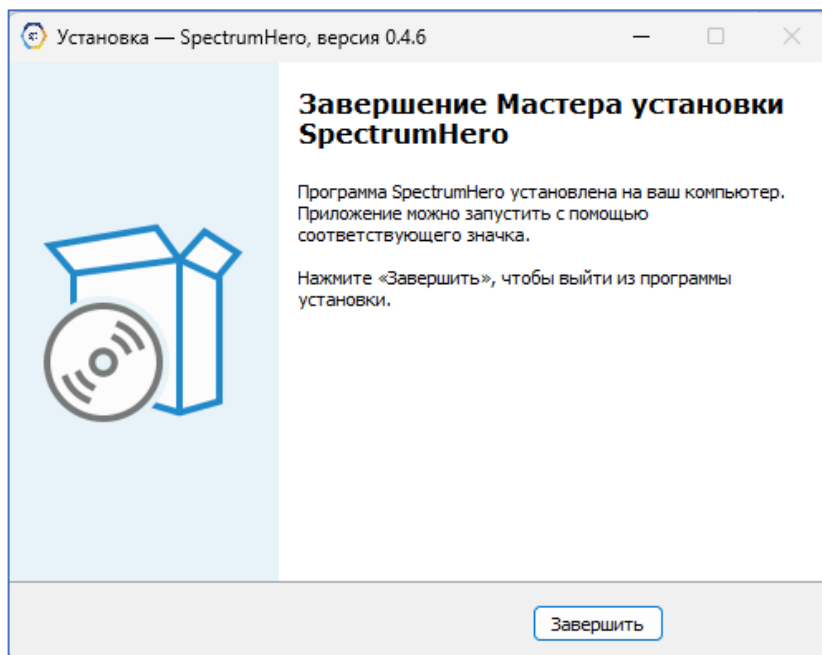 Установка — SpectrumHero, версия 0.4.6
Завершение Мастера установки
SpectrumHero
Программа SpectrumHero установлена на ваш компьютер.
Приложение можно запустить с помощью
соответствующего значка.
Нажмите «Завершить», чтобы выйти из программы
установки.
Завершить